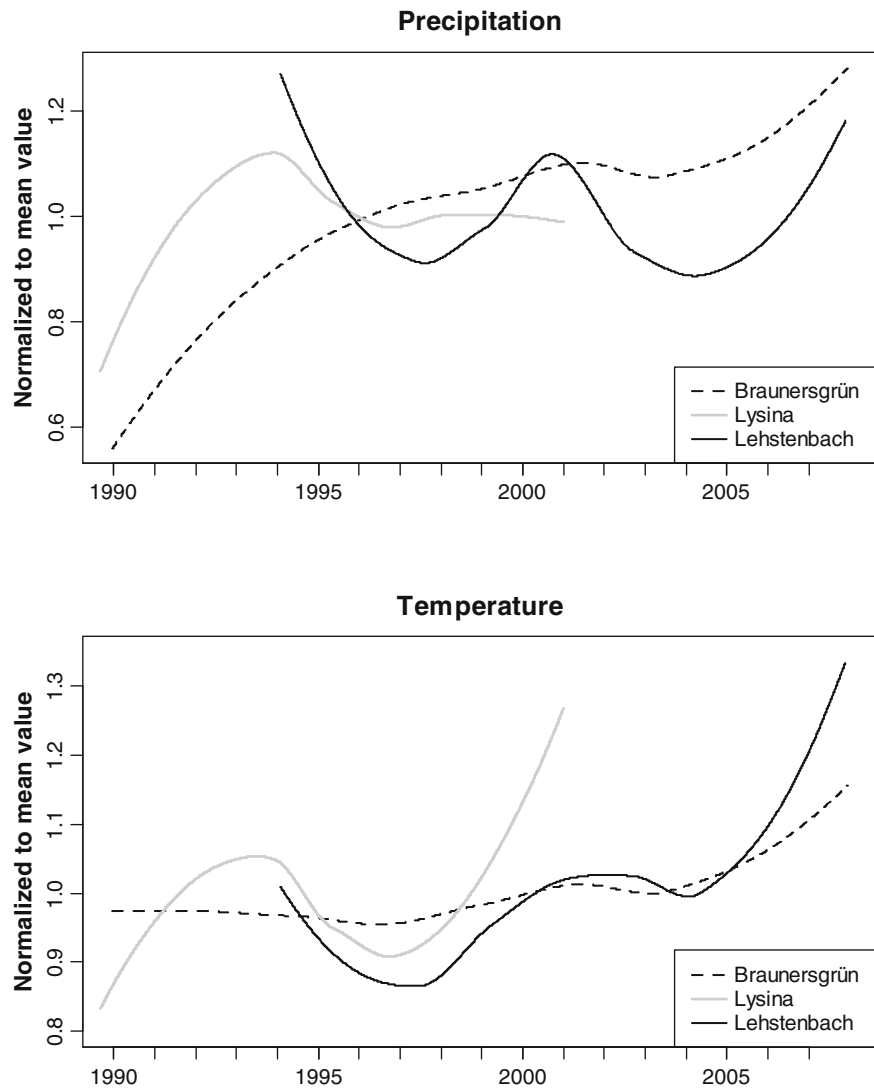 Precipitation
Normalized to mean value
1.2
1.0
0.8
0.6
1990 1995 2000 2005
Braunersgrün
Lysina
Lehstenbach
Temperature
Normalized to mean value
1.3
1.2
1.1
1.0
0.9
0.8
1990 1995 2000 2005
Braunersgrün
Lysina
Lehstenbach